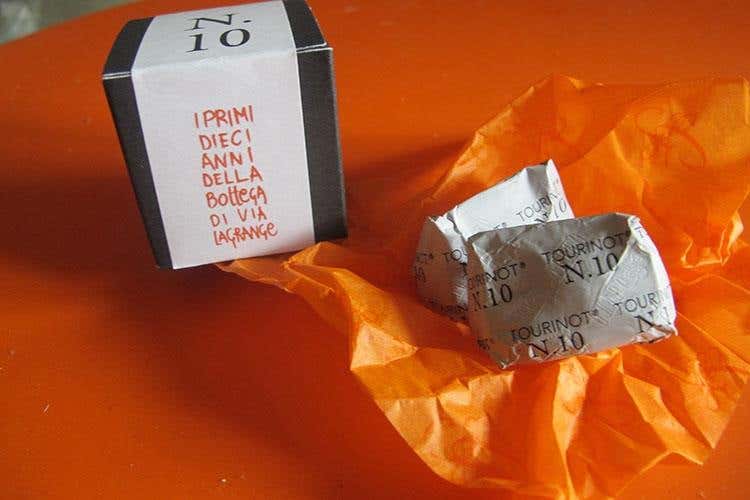 N.
10
I PRIMI
DIECI
ANNI
DELLA
BOTTEGA
DI VIA
LAGRANGE
TOURINOT®
N.10
TOURINOT®
N.10
TOURINOT®
N.10